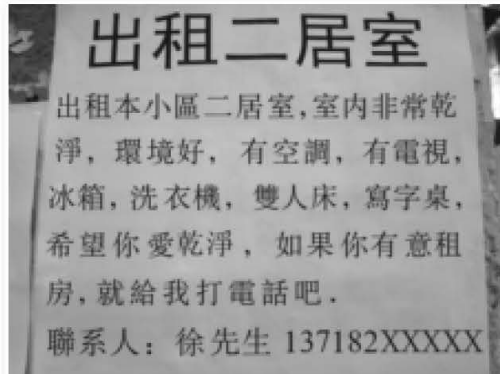 出租二居室
出租本小區二居室,室内非常乾
淨, 環境好, 有空調, 有電視,
冰箱, 洗衣機, 雙人床, 寫字桌,
希望你愛乾淨, 如果你有意租
房, 就給我打電話吧.
聯系人: 徐先生 137182XXXXX